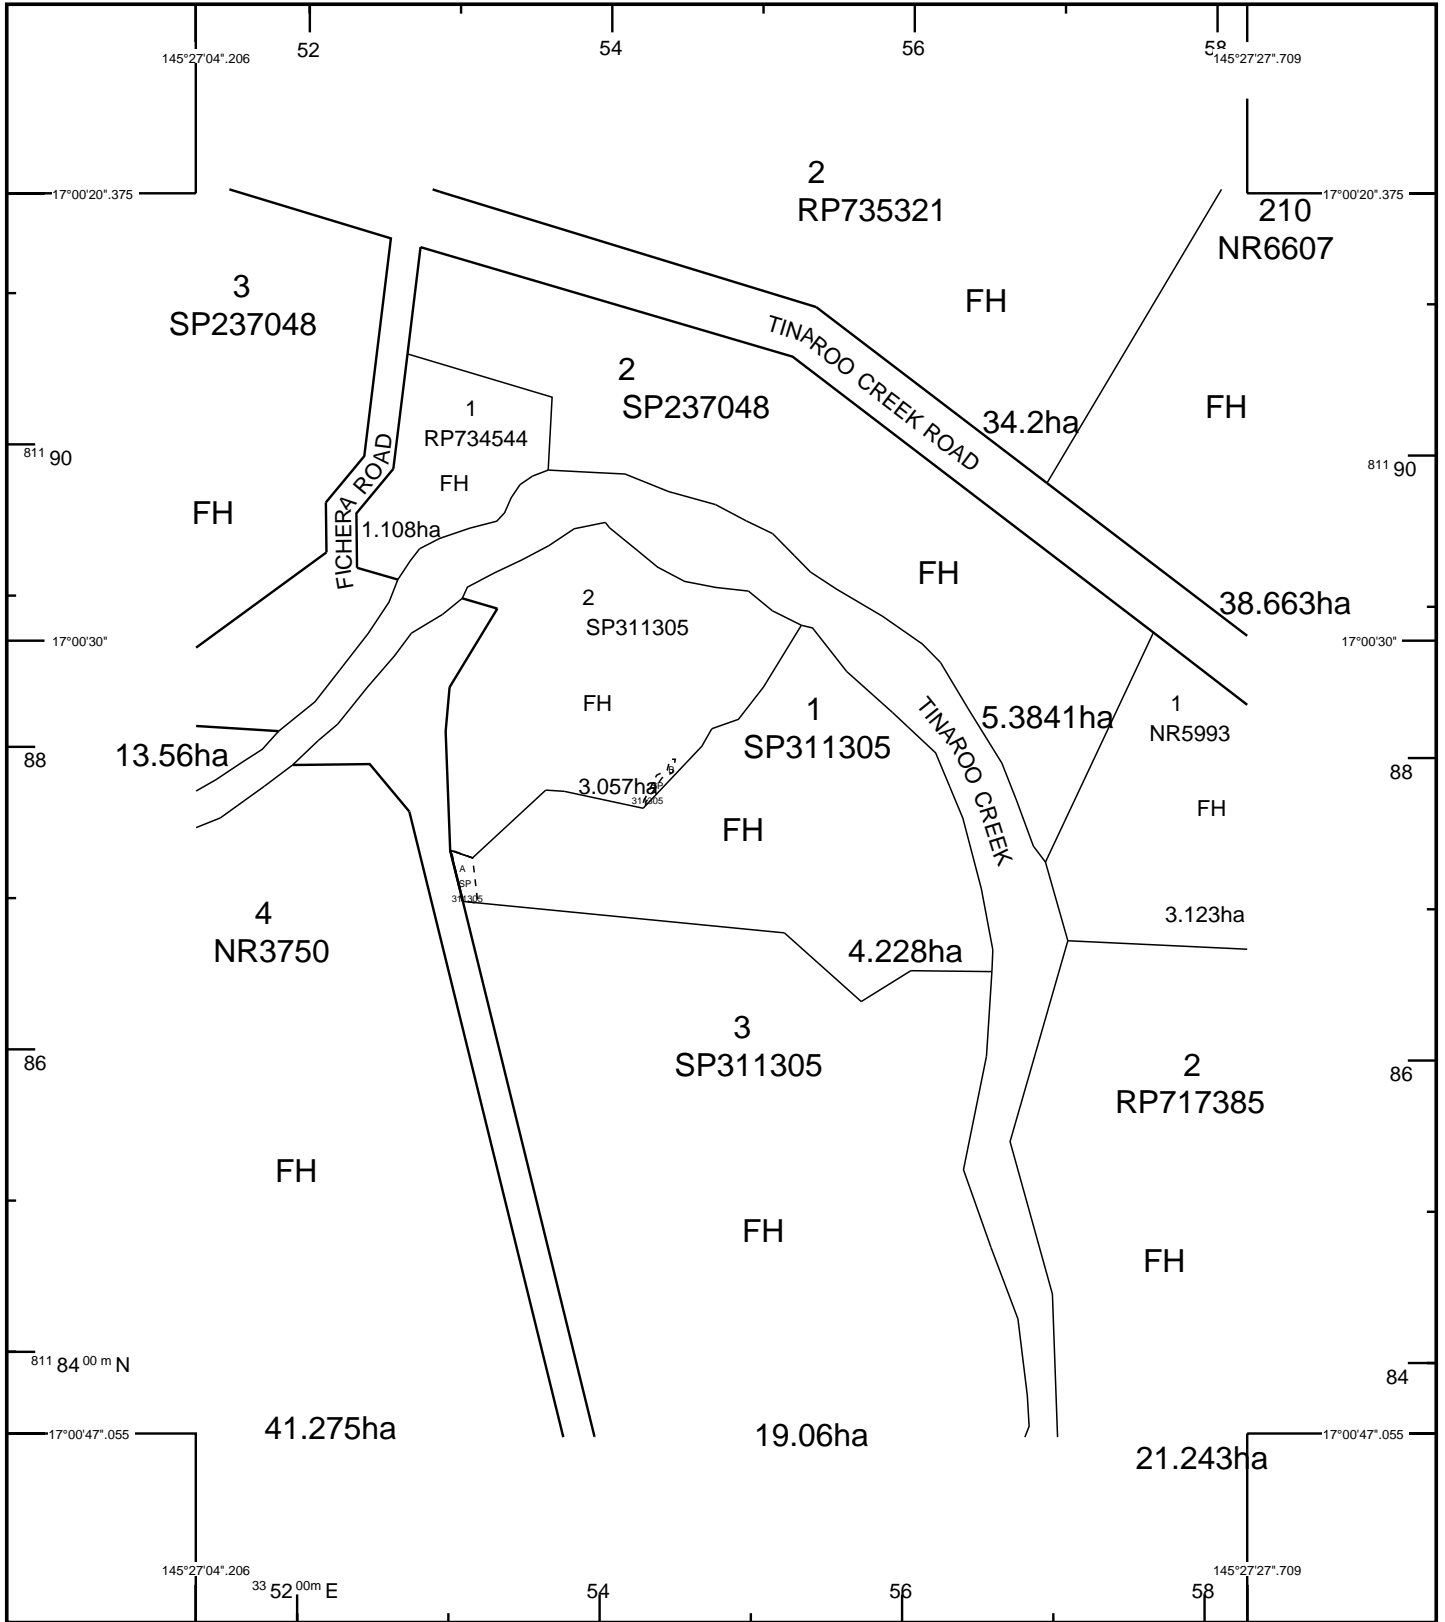 52
54
56
58
145°27'04".206
145°27'27".709
2
RP735321
17°00'20".375
17°00'20".375
210
NR6607
3
SP237048
FH
TINAROO CREEK ROAD
2
SP237048
34.2ha
FH
1
RP734544
FICHERA ROAD
811 90
811 90
FH
FH
1.108ha
FH
2
SP311305
38.663ha
17°00'30"
17°00'30"
FH
1
SP311305
TINAROO CREEK
5.3841ha
1
NR5993
13.56ha
88
88
3.057ha
B
SP
311305
FH
FH
A
SP
311305
4
NR3750
3.123ha
4.228ha
3
SP311305
86
86
2
RP717385
FH
FH
FH
811 84 00 m N
84
41.275ha
19.06ha
17°00'47".055
17°00'47".055
21.243ha
145°27'04".206
145°27'27".709
33 52 00m E
54
56
58